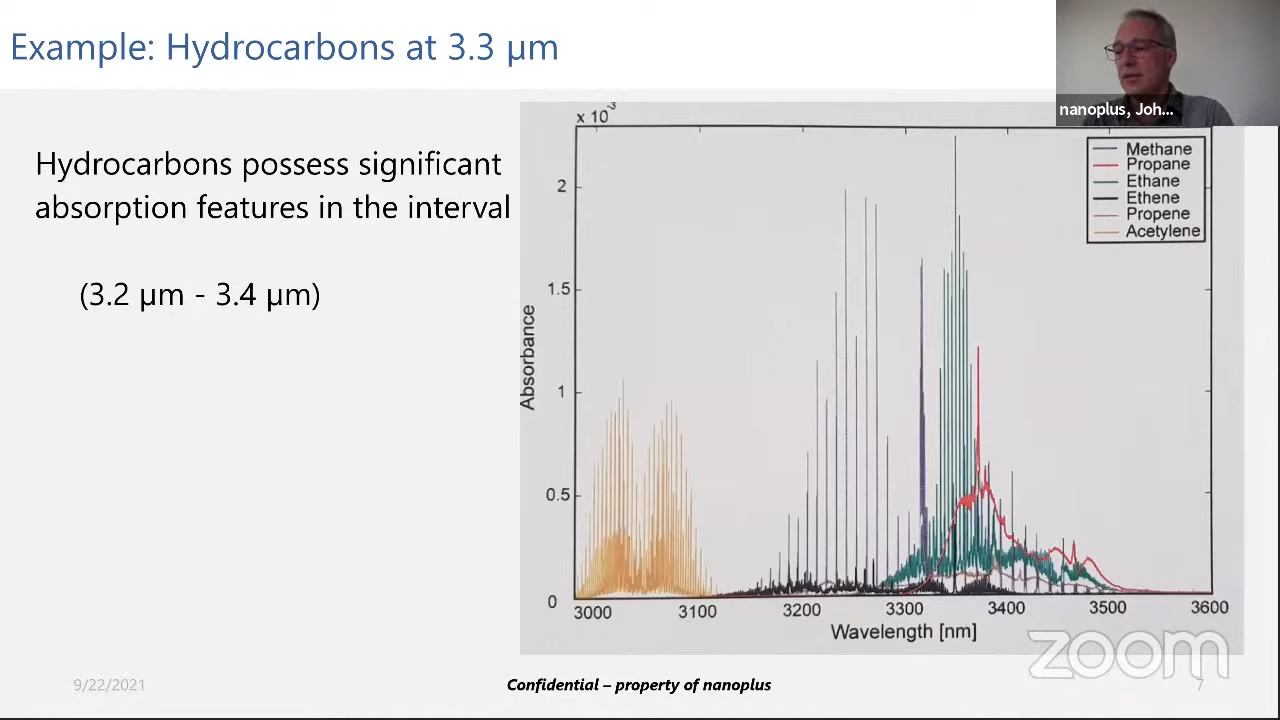 Example: Hydrocarbons at 3.3 µm
nanoplus, Joh...
Hydrocarbons possess significant
absorption features in the interval
(3.2 µm - 3.4 µm)
x 10⁻³
2
1.5
1
0.5
0
Absorbance
Methane
Propane
Ethane
Ethene
Propene
Acetylene
3000 3100 3200 3300 3400 3500 3600
Wavelength [nm]
zoom
9/22/2021
Confidential – property of nanoplus
7